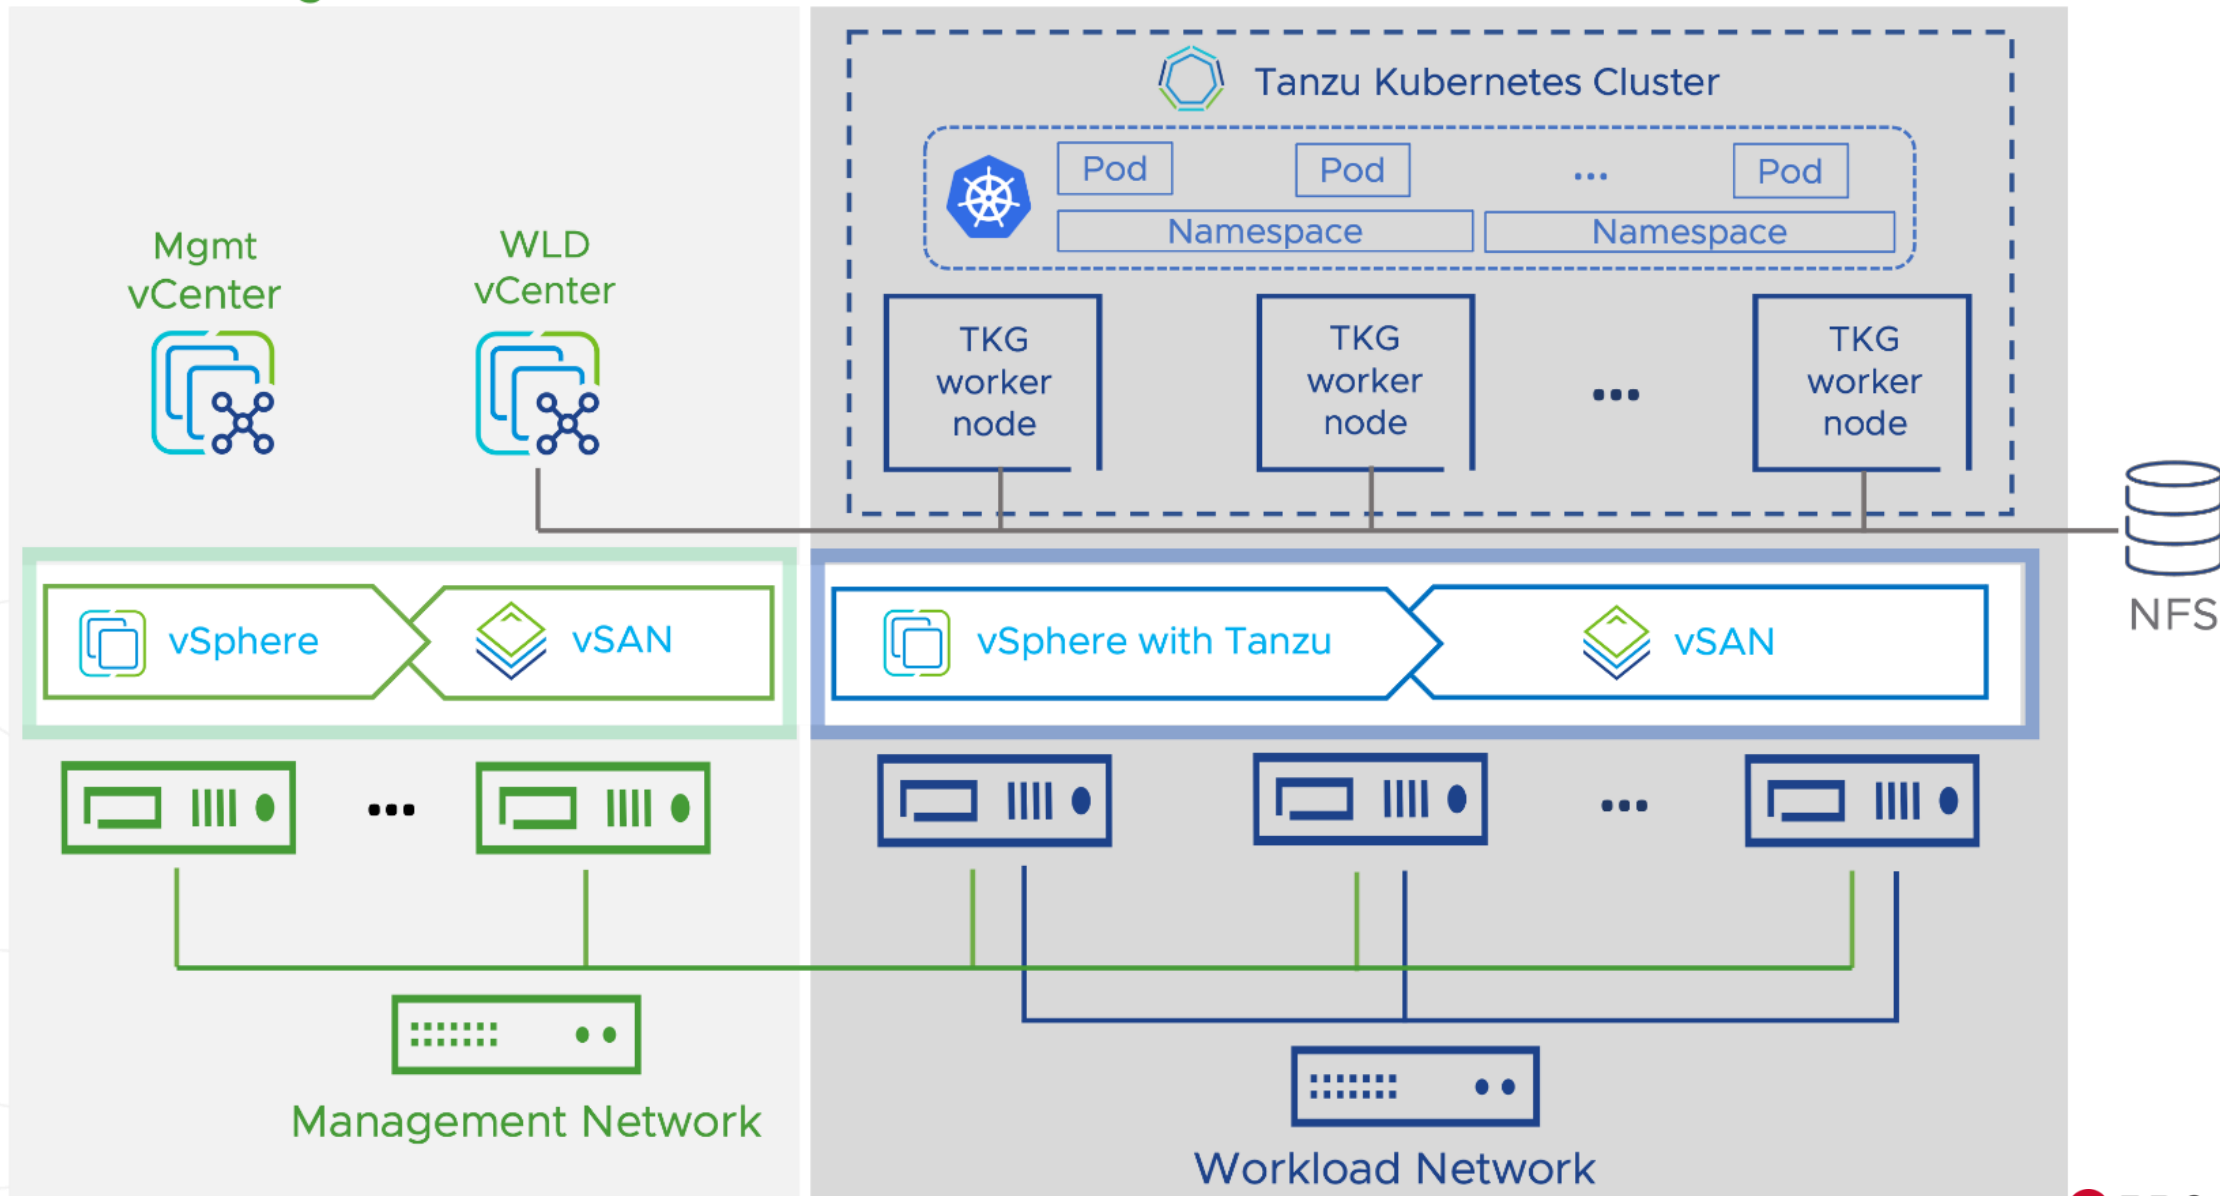 Tanzu Kubernetes Cluster
Pod
Pod
...
Pod
Namespace
Namespace
Mgmt
vCenter
WLD
vCenter
TKG
worker
node
TKG
worker
node
...
TKG
worker
node
NFS
vSphere
vSAN
vSphere with Tanzu
vSAN
...
...
Management Network
Workload Network